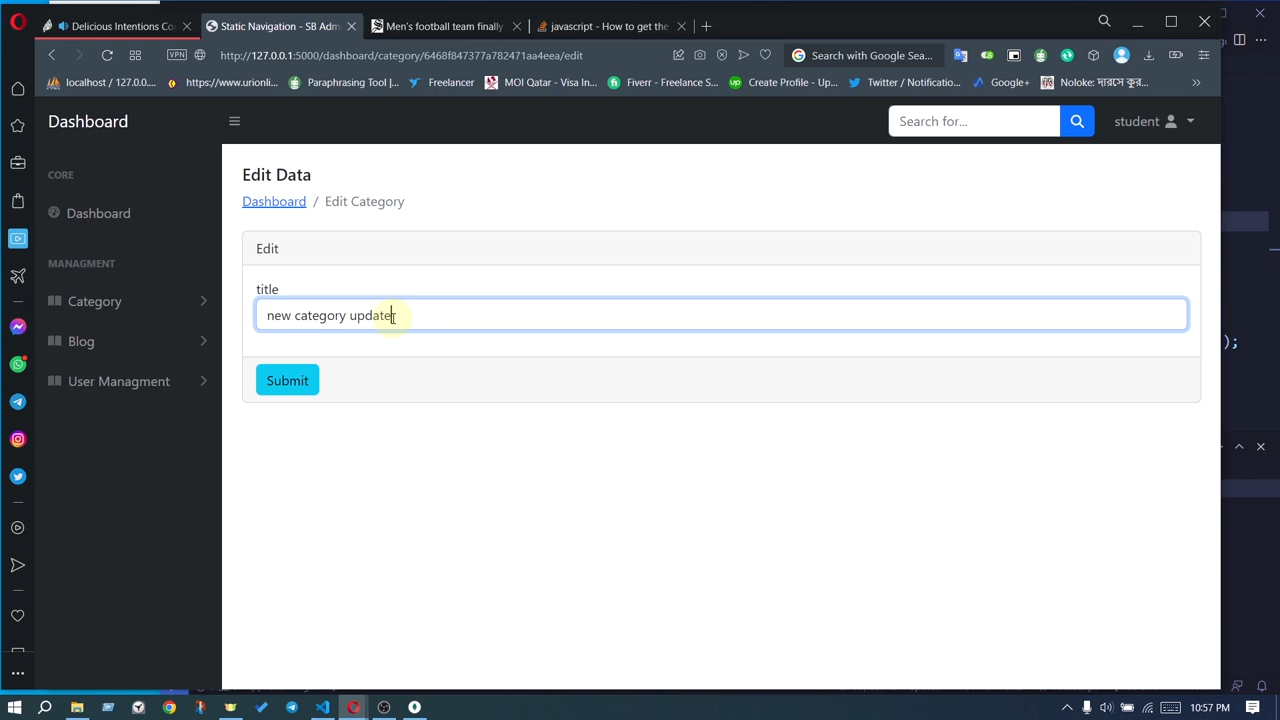 Delicious Intentions Co
Static Navigation - SB Adm
Men's football team finally
javascript - How to get the
VPN
http://127.0.0.1:5000/dashboard/category/6468f847377a782471aa4eea/edit
Search with Google Sea...
localhost / 127.0.0....
https://www.urionli...
Paraphrasing Tool |...
Freelancer
MOI Qatar - Visa In...
Fiverr - Freelance S...
Create Profile - Up...
Twitter / Notificatio...
Google+
Noloke: দারসে কুর...
Dashboard
Search for...
student
CORE
Dashboard
MANAGMENT
Category
Blog
User Managment
Edit Data
Dashboard / Edit Category
Edit
title
new category update
Submit
);
10:57 PM